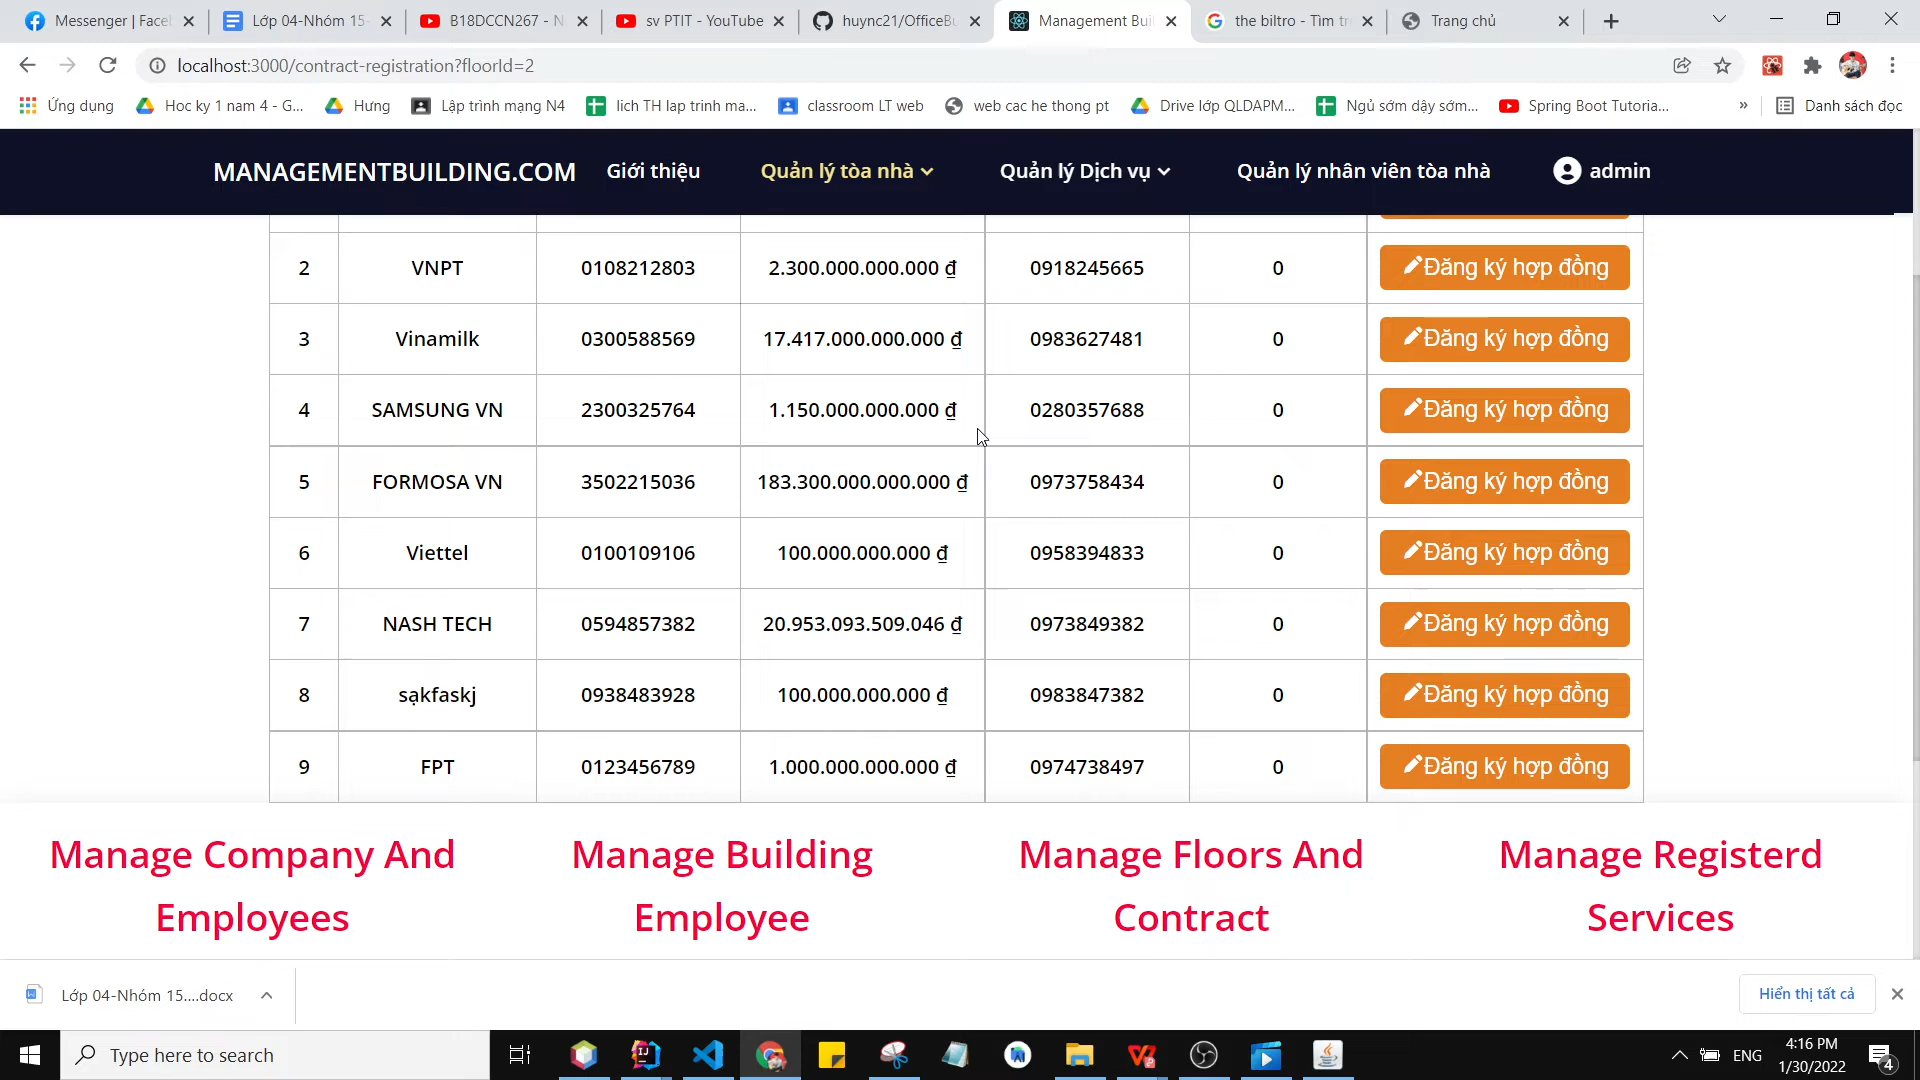 Messenger | Face
Lớp 04-Nhóm 15-
B18DCCN267 - N
sv PTIT - YouTube
huync21/OfficeBu
Management Bui
the biltro - Tìm tr
Trang chủ
localhost:3000/contract-registration?floorId=2
Ứng dụng
Hoc ky 1 nam 4 - G...
Hưng
Lập trình mạng N4
lich TH lap trinh ma...
classroom LT web
web cac he thong pt
Drive lớp QLDAPM...
Ngủ sớm dậy sớm...
Spring Boot Tutoria...
»
Danh sách đọc
MANAGEMENTBUILDING.COM
Giới thiệu
Quản lý tòa nhà
Quản lý Dịch vụ
Quản lý nhân viên tòa nhà
admin
2 VNPT 0108212803 2.300.000.000.000 ₫ 0918245665 0 Đăng ký hợp đồng
3 Vinamilk 0300588569 17.417.000.000.000 ₫ 0983627481 0 Đăng ký hợp đồng
4 SAMSUNG VN 2300325764 1.150.000.000.000 ₫ 0280357688 0 Đăng ký hợp đồng
5 FORMOSA VN 3502215036 183.300.000.000.000 ₫ 0973758434 0 Đăng ký hợp đồng
6 Viettel 0100109106 100.000.000.000 ₫ 0958394833 0 Đăng ký hợp đồng
7 NASH TECH 0594857382 20.953.093.509.046 ₫ 0973849382 0 Đăng ký hợp đồng
8 sạkfaskj 0938483928 100.000.000.000 ₫ 0983847382 0 Đăng ký hợp đồng
9 FPT 0123456789 1.000.000.000.000 ₫ 0974738497 0 Đăng ký hợp đồng
Manage Company And
Employees
Manage Building
Employee
Manage Floors And
Contract
Manage Registerd
Services
Lớp 04-Nhóm 15....docx
Hiển thị tất cả
Type here to search
ENG
4:16 PM
1/30/2022
4